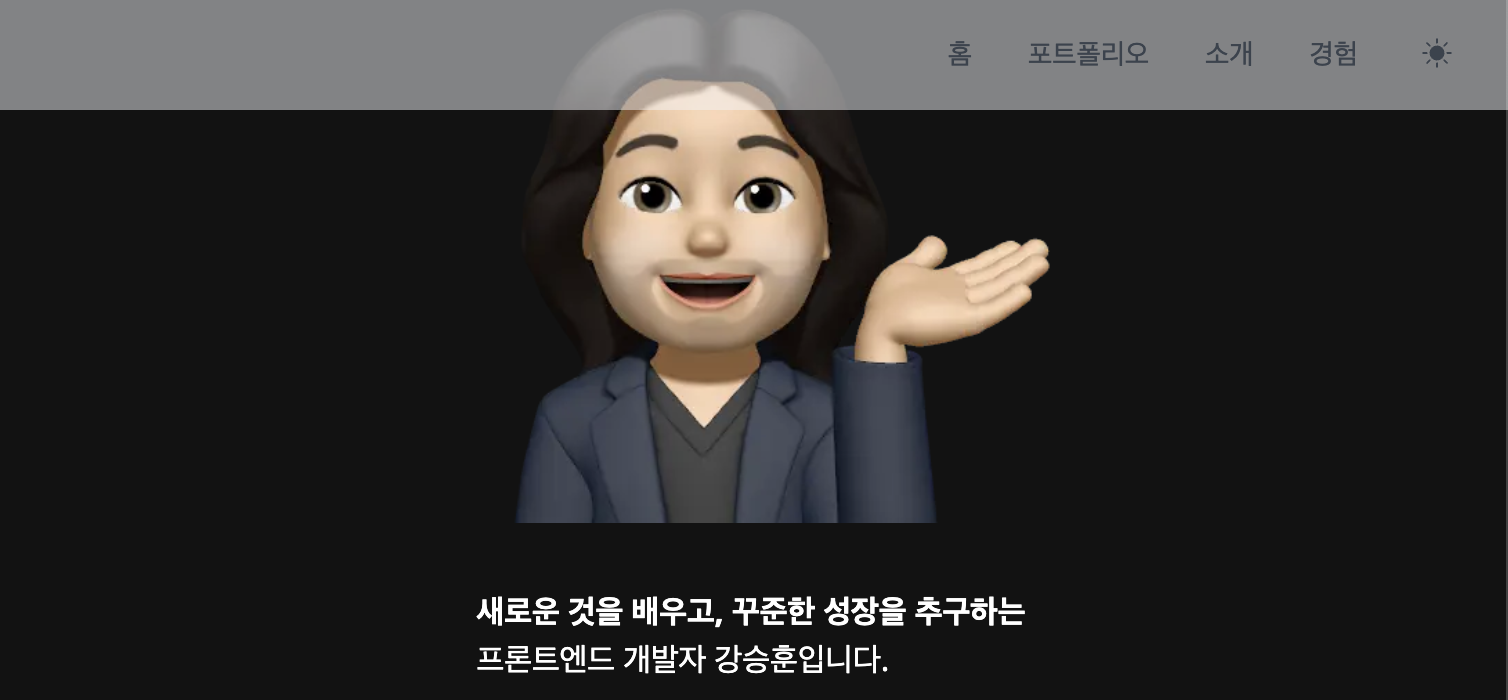 홈 포트폴리오 소개 경험
새로운 것을 배우고, 꾸준한 성장을 추구하는
프론트엔드 개발자 강승훈입니다.